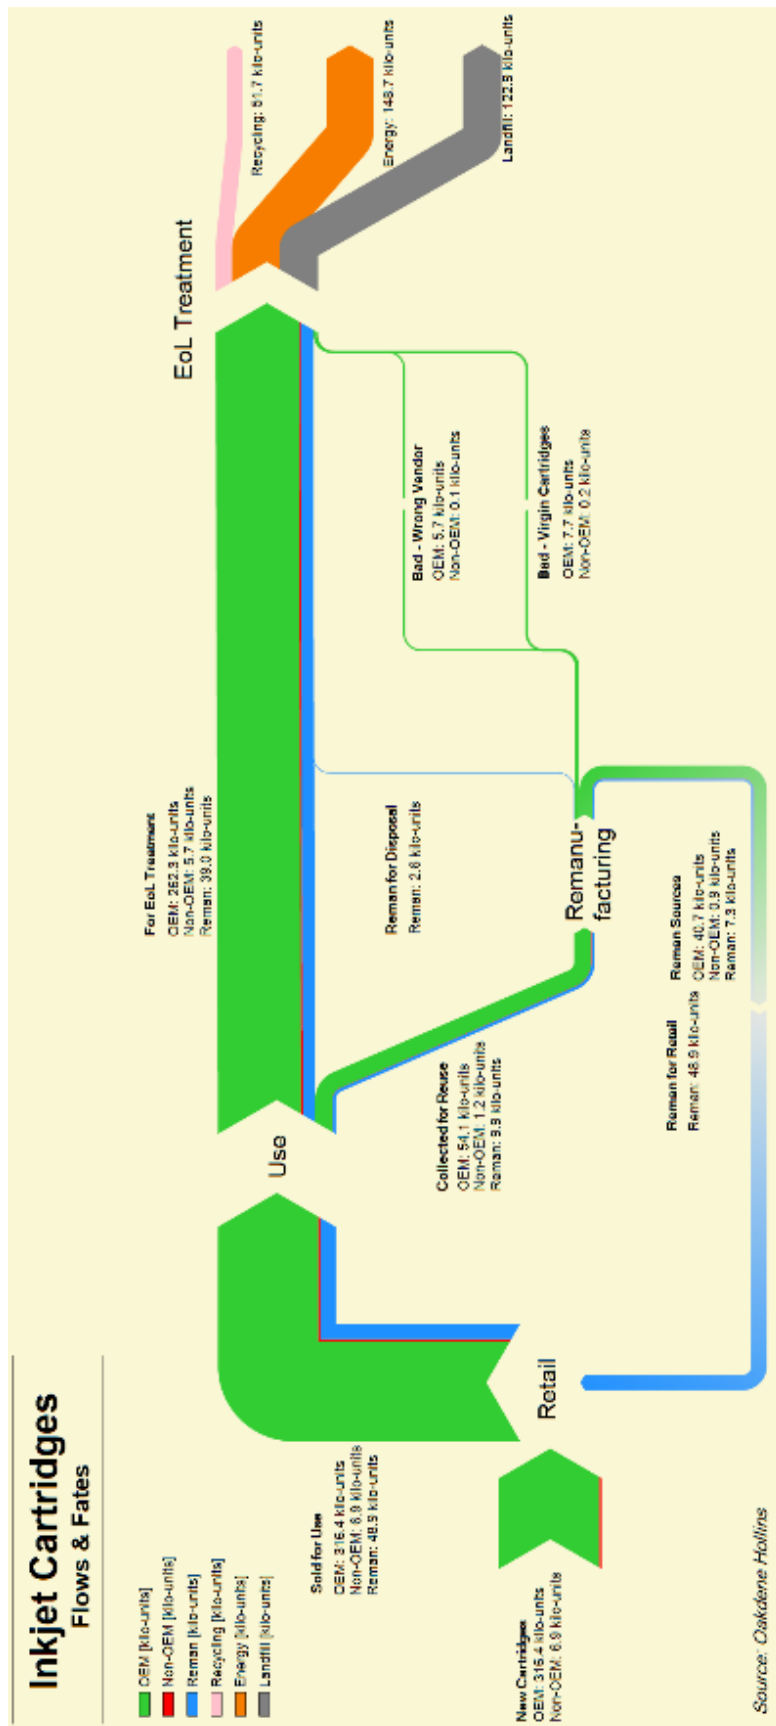 Inkjet Cartridges
Flows & Fates
OEM [kilo-units]
Non-OEM [kilo-units]
Reman [kilo-units]
Recycling [kilo-units]
Energy [kilo-units]
Landfill [kilo-units]
New Cartridges
OEM: 316.4 kilo-units
Non-OEM: 6.9 kilo-units
Retail
Sold for Use
OEM: 316.4 kilo-units
Non-OEM: 6.9 kilo-units
Reman: 48.9 kilo-units
Use
For EoL Treatment
OEM: 262.3 kilo-units
Non-OEM: 5.7 kilo-units
Reman: 39.0 kilo-units
Collected for Reuse
OEM: 54.1 kilo-units
Non-OEM: 1.2 kilo-units
Reman: 9.9 kilo-units
Remanu-
facturing
Reman for Disposal
Reman: 2.6 kilo-units
Bad - Wrong Vendor
OEM: 5.7 kilo-units
Non-OEM: 0.1 kilo-units
Bad - Virgin Cartridges
OEM: 7.7 kilo-units
Non-OEM: 0.2 kilo-units
Reman for Retail
Reman: 48.9 kilo-units
Reman Sources
OEM: 40.7 kilo-units
Non-OEM: 0.9 kilo-units
Reman: 7.3 kilo-units
EoL Treatment
Recycling: 51.7 kilo-units
Energy: 148.7 kilo-units
Landfill: 122.9 kilo-units
Source: Oakdene Hollins